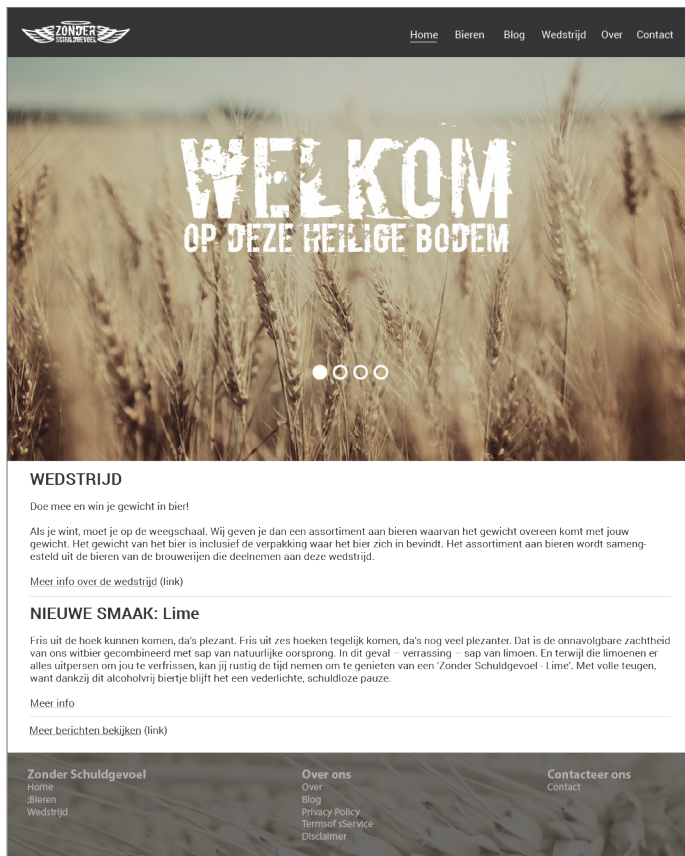 ZONDER
SCHULDGEVOEL
Home Bieren Blog Wedstrijd Over Contact
WELKOM
OP DEZE HEILIGE BODEM
WEDSTRIJD
Doe mee en win je gewicht in bier!
Als je wint, moet je op de weegschaal. Wij geven je dan een assortiment aan bieren waarvan het gewicht overeen komt met jouw
gewicht. Het gewicht van het bier is inclusief de verpakking waar het bier zich in bevindt. Het assortiment aan bieren wordt sameng-
esteld uit de bieren van de brouwerijen die deelnemen aan deze wedstrijd.
Meer info over de wedstrijd (link)
NIEUWE SMAAK: Lime
Fris uit de hoek kunnen komen, da's plezant. Fris uit zes hoeken tegelijk komen, da's nog veel plezanter. Dat is de onnavolgbare zachtheid
van ons witbier gecombineerd met sap van natuurlijke oorsprong. In dit geval – verrassing – sap van limoen. En terwijl die limoenen er
alles uitpersen om jou te verfrissen, kan jij rustig de tijd nemen om te genieten van een ‘Zonder Schuldgevoel - Lime’. Met volle teugen,
want dankzij dit alcoholvrij biertje blijft het een vederlichte, schuldloze pauze.
Meer info
Meer berichten bekijken (link)
Zonder Schuldgevoel
Home
;Bieren
Wedstrijd
Over ons
Over
Blog
Privacy Policy
Termsof sService
Disclaimer
Contacteer ons
Contact